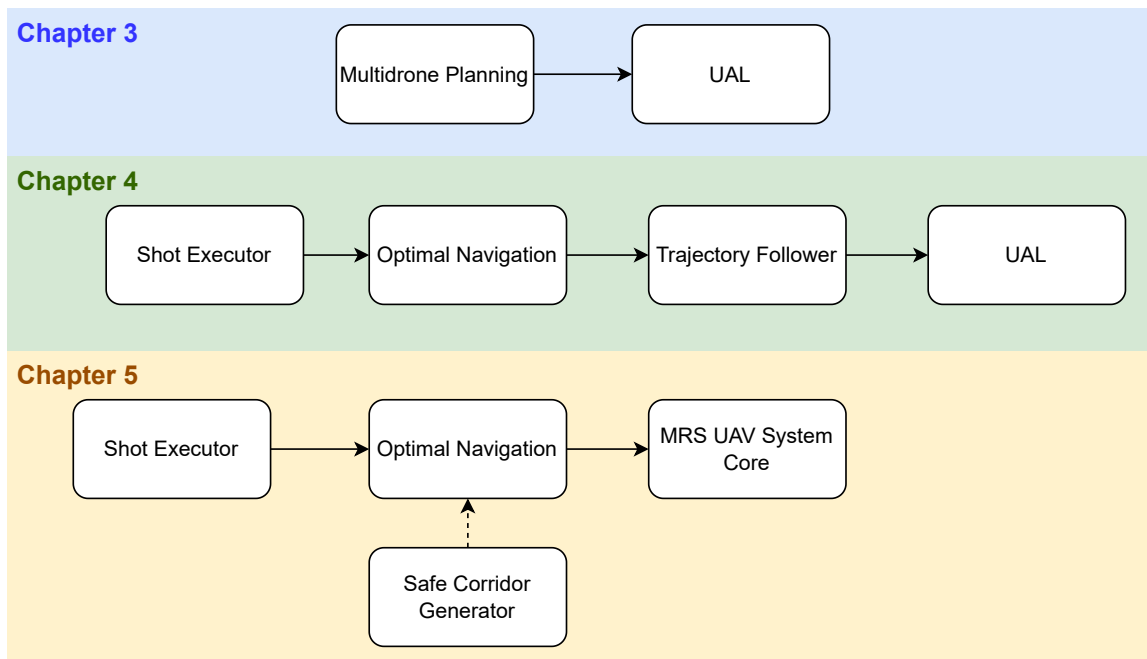 Chapter 3
Multidrone Planning
UAL
Chapter 4
Shot Executor
Optimal Navigation
Trajectory Follower
UAL
Chapter 5
Shot Executor
Optimal Navigation
MRS UAV System
Core
Safe Corridor
Generator